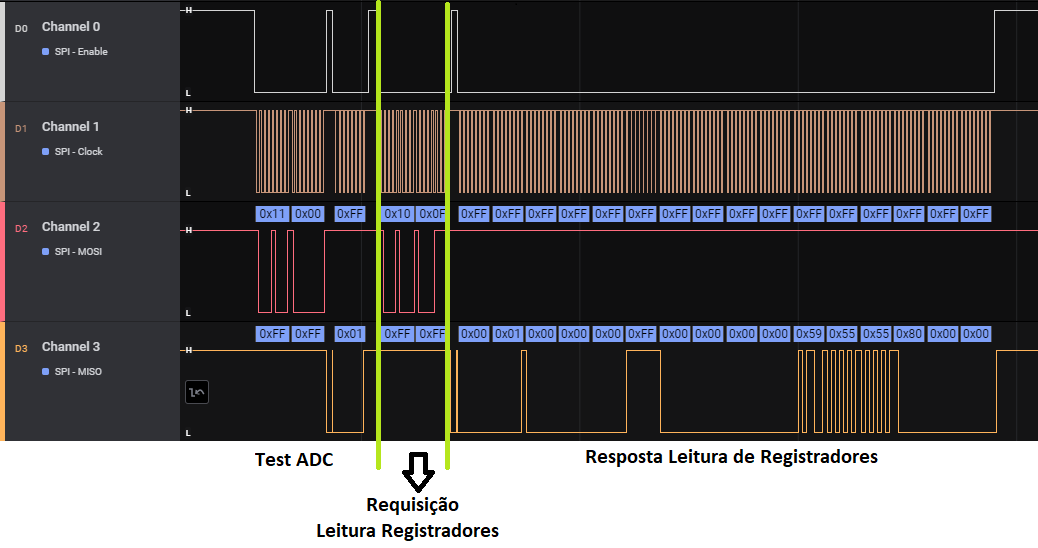 D0 Channel 0 H
SPI - Enable
L
D1 Channel 1 H
SPI - Clock
L
0x11 0x00 0xFF 0x10 0x0F 0xFF 0xFF 0xFF 0xFF 0xFF 0xFF 0xFF 0xFF 0xFF 0xFF 0xFF 0xFF 0xFF 0xFF 0xFF 0xFF
D2 Channel 2 H
SPI - MOSI
L
0xFF 0xFF 0x01 0xFF 0xFF 0x00 0x01 0x00 0x00 0x00 0xFF 0x00 0x00 0x00 0x00 0x59 0x55 0x55 0x80 0x00 0x00
D3 Channel 3 H
SPI - MISO
L
Test ADC
Resposta Leitura de Registradores
Requisição
Leitura Registradores